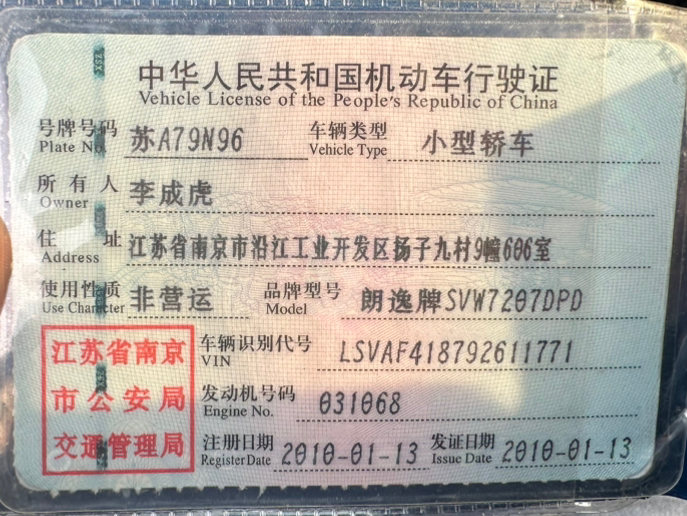 中华人民共和国机动车行驶证
Vehicle License of the People's Republic of China
号牌号码 苏A79N96 车辆类型 小型轿车
Plate No. Vehicle Type
所有人 李成虎
Owner
住址 江苏省南京市沿江工业开发区扬子九村9幢606室
Address
使用性质 非营运 品牌型号 朗逸牌SVW7207DPD
Use Character Model
江苏省南京
市公安局
交通管理局
车辆识别代号 LSVAF418792611771
VIN
发动机号码 031068
Engine No.
注册日期 2010-01-13 发证日期 2010-01-13
Register Date Issue Date